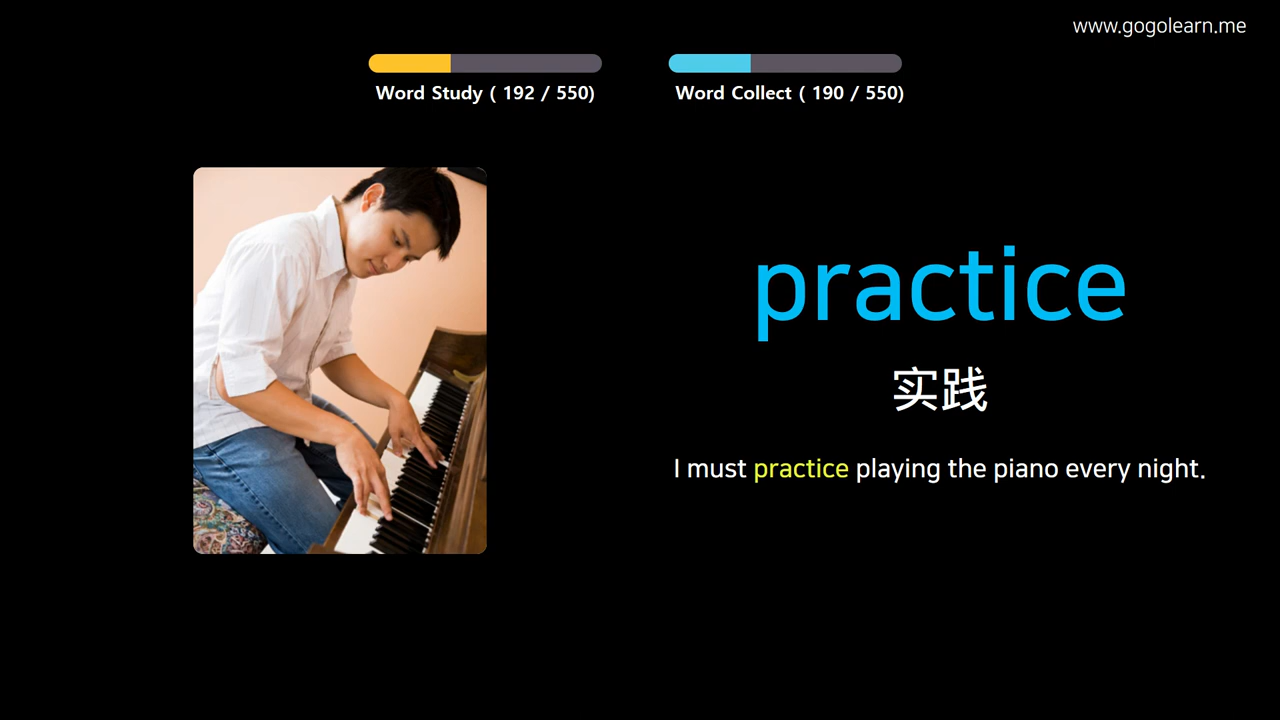 www.gogolearn.me
Word Study ( 192 / 550)
Word Collect ( 190 / 550)
practice
实践
I must practice playing the piano every night.